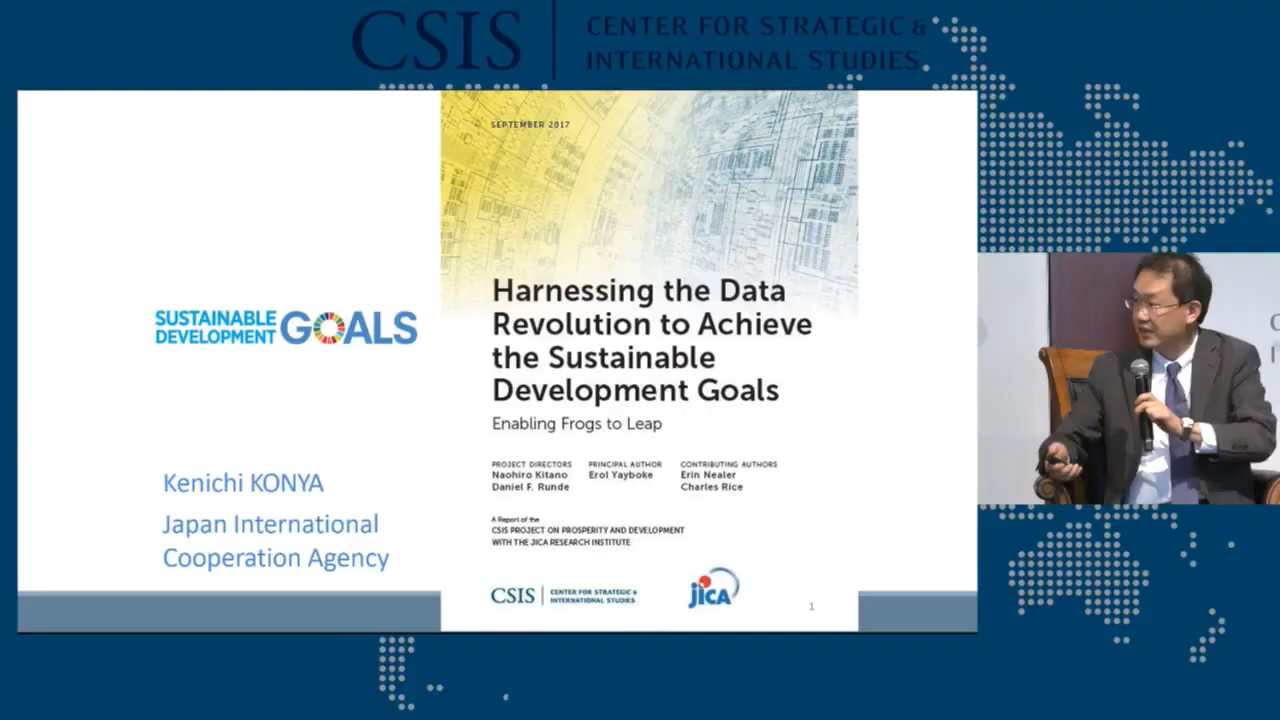 CSIS
CENTER FOR STRATEGIC &
INTERNATIONAL STUDIES
SEPTEMBER 2017
Harnessing the Data
Revolution to Achieve
the Sustainable
Development Goals
Enabling Frogs to Leap
SUSTAINABLE
DEVELOPMENT
GOALS
PROJECT DIRECTORS
Naohiro Kitano
Daniel F. Runde
PRINCIPAL AUTHOR
Erol Yayboke
CONTRIBUTING AUTHORS
Erin Nealer
Charles Rice
Kenichi KONYA
Japan International
Cooperation Agency
A Report of the
CSIS PROJECT ON PROSPERITY AND DEVELOPMENT
WITH THE JICA RESEARCH INSTITUTE
CSIS
CENTER FOR STRATEGIC &
INTERNATIONAL STUDIES
jICA
1